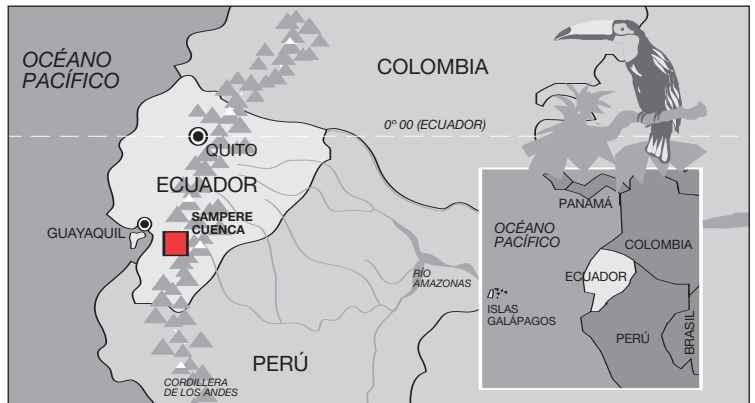 OCÉANO
PACÍFICO
COLOMBIA
0º 00 (ECUADOR)
QUITO
ECUADOR
SAMPERE
CUENCA
GUAYAQUIL
RÍO
AMAZONAS
PERÚ
CORDILLERA
DE LOS ANDES
PANAMÁ
OCÉANO
PACÍFICO
COLOMBIA
ECUADOR
ISLAS
GALÁPAGOS
PERÚ
BRASIL